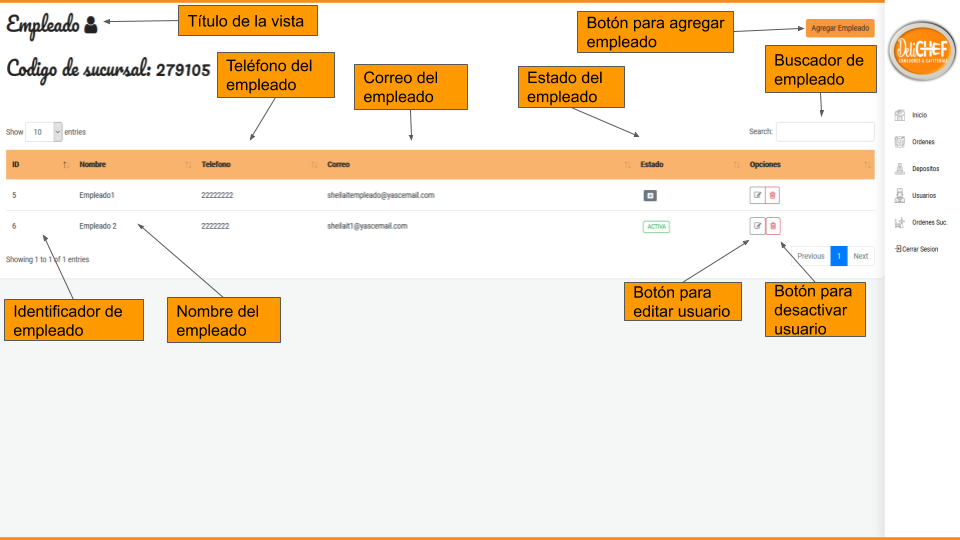 Empleado
Título de la vista
Botón para agregar
empleado
Agregar Empleado
DeliCHEF
COMEDORES & CAFETERIAS
Codigo de sucursal: 279105
Teléfono del
empleado
Correo del
empleado
Estado del
empleado
Buscador de
empleado
Show 10 entries
Search:
ID Nombre Telefono Correo Estado Opciones
5 Empleado1 22222222 sheilaitempleado@yascemail.com
6 Empleado 2 2222222 sheilait1@yascemail.com ACTIVA
Showing 1 to 1 of 1 entries
Previous 1 Next
Identificador de
empleado
Nombre del
empleado
Botón para
editar usuario
Botón para
desactivar
usuario
Inicio
Ordenes
Depositos
Usuarios
Ordenes Suc.
Cerrar Sesion